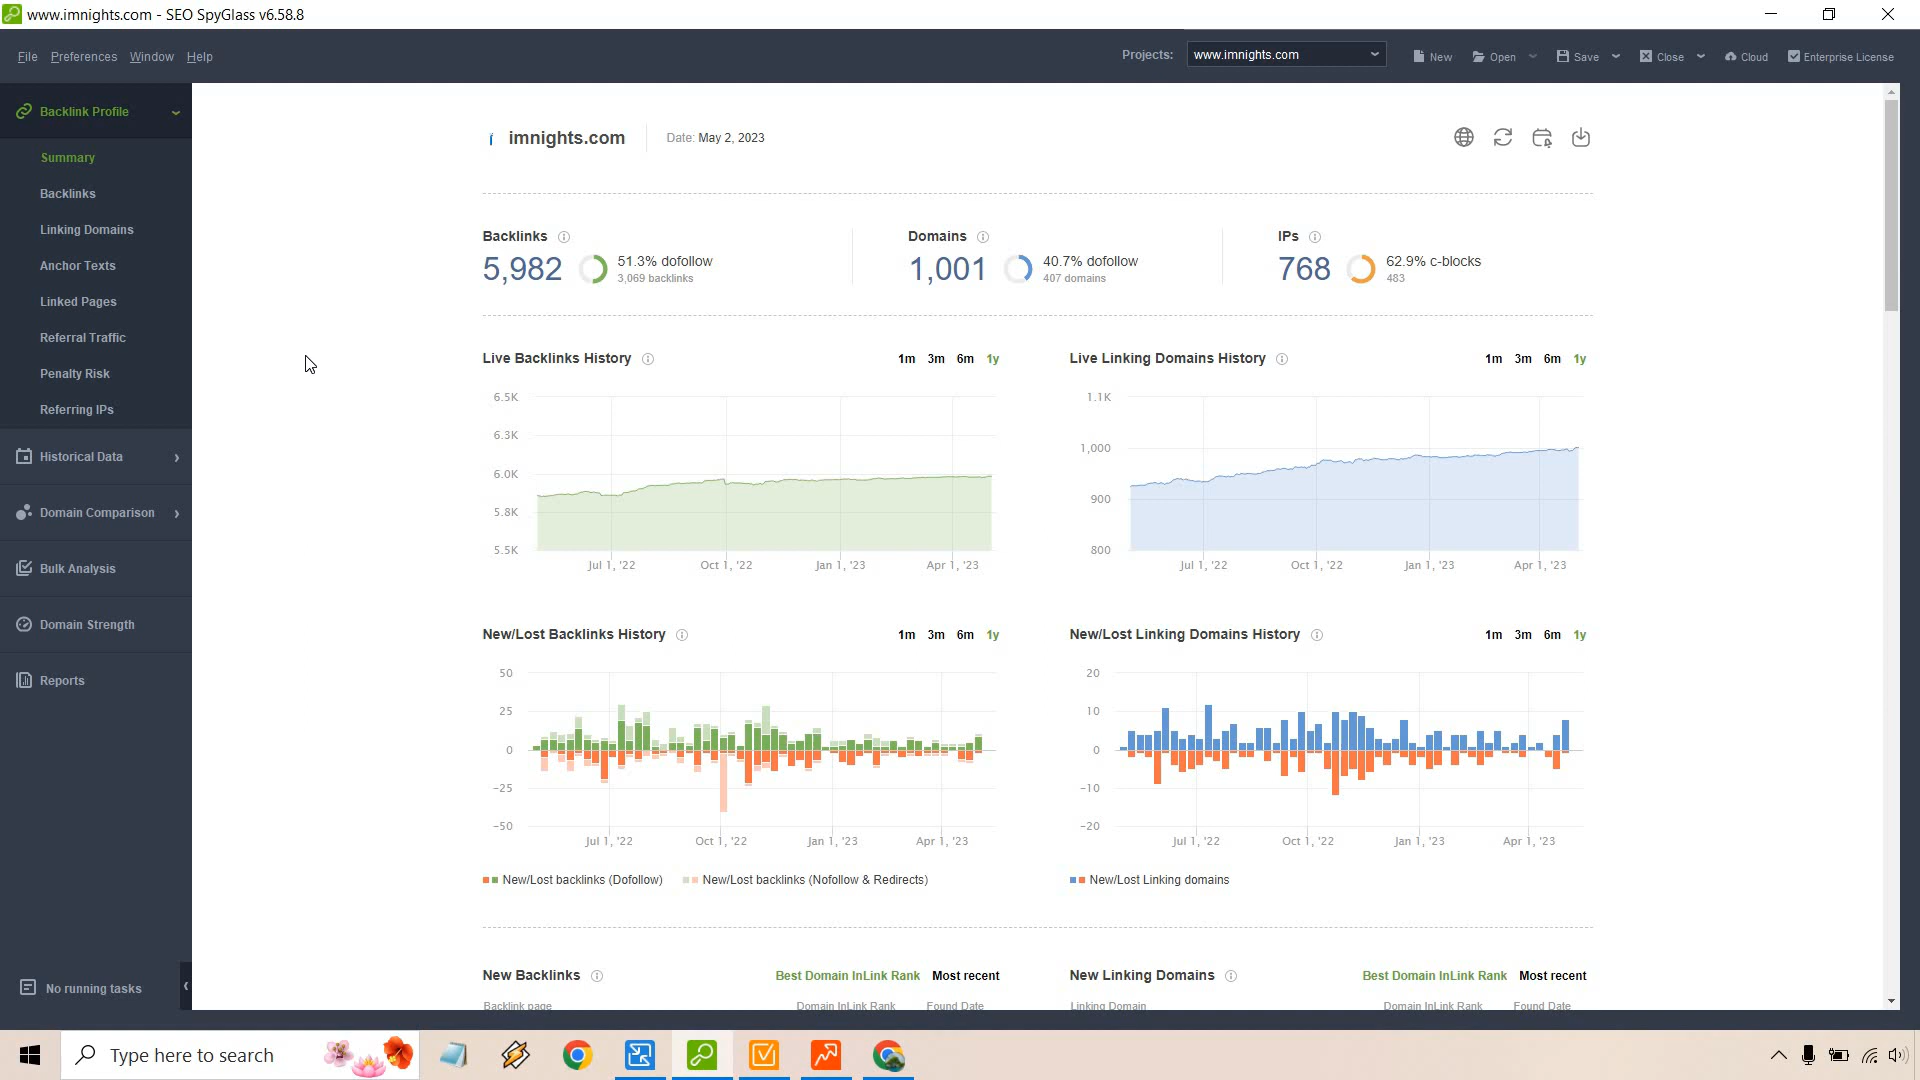 www.imnights.com - SEO SpyGlass v6.58.8
File Preferences Window Help
Projects: www.imnights.com New Open Save Close Cloud Enterprise License
Backlink Profile
Summary
Backlinks
Linking Domains
Anchor Texts
Linked Pages
Referral Traffic
Penalty Risk
Referring IPs
Historical Data
Domain Comparison
Bulk Analysis
Domain Strength
Reports
No running tasks
imnights.com Date: May 2, 2023
Backlinks
5,982 51.3% dofollow
3,069 backlinks
Domains
1,001 40.7% dofollow
407 domains
IPs
768 62.9% c-blocks
483
Live Backlinks History 1m 3m 6m 1y
6.5K
6.3K
6.0K
5.8K
5.5K
Jul 1, '22 Oct 1, '22 Jan 1, '23 Apr 1, '23
Live Linking Domains History 1m 3m 6m 1y
1.1K
1,000
900
800
Jul 1, '22 Oct 1, '22 Jan 1, '23 Apr 1, '23
New/Lost Backlinks History 1m 3m 6m 1y
50
25
0
−25
−50
Jul 1, '22 Oct 1, '22 Jan 1, '23 Apr 1, '23
New/Lost backlinks (Dofollow) New/Lost backlinks (Nofollow & Redirects)
New/Lost Linking Domains History 1m 3m 6m 1y
20
10
0
−10
−20
Jul 1, '22 Oct 1, '22 Jan 1, '23 Apr 1, '23
New/Lost Linking domains
New Backlinks Best Domain InLink Rank Most recent
Backlink page Domain InLink Rank Found Date
New Linking Domains Best Domain InLink Rank Most recent
Linking Domain Domain InLink Rank Found Date
Type here to search